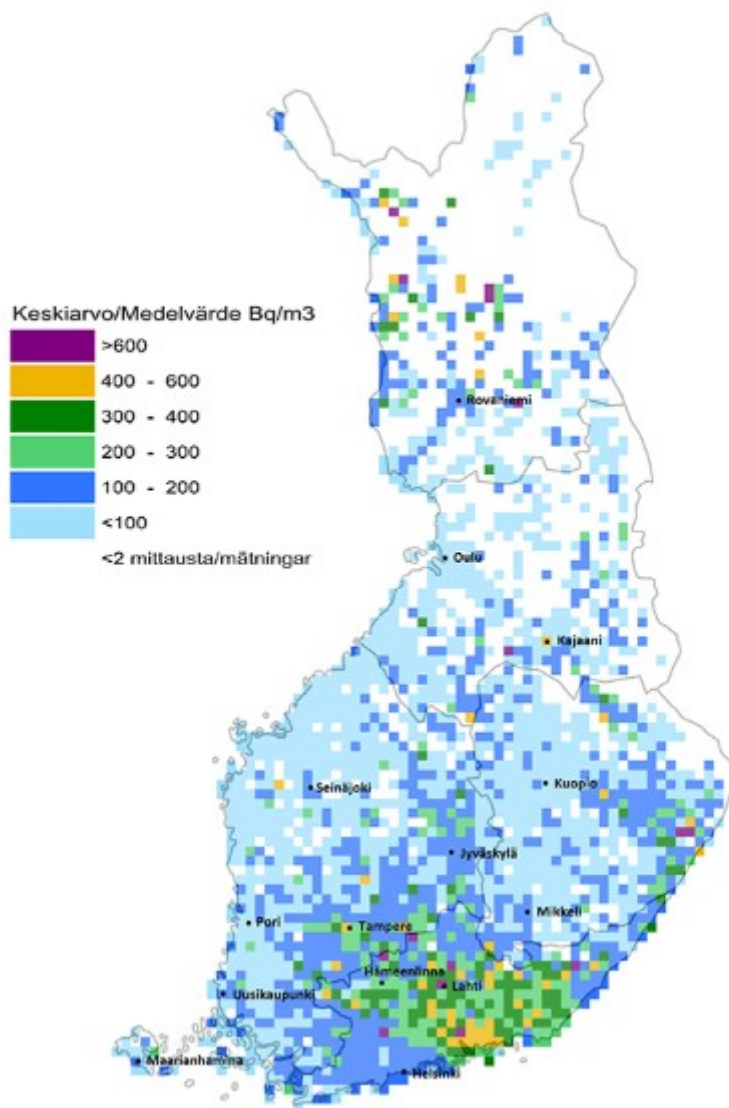 Keskiarvo/Medelvärde Bq/m3
>600
400 - 600
300 - 400
200 - 300
100 - 200
<100
<2 mittausta/mätningar
Rovaniemi
Oulu
Kajaani
Kuopio
Seinäjoki
Jyväskylä
Mikkeli
Pori
Tampere
Hämeenlinna
Lahti
Uusikaupunki
Maarianhamina
Helsinki